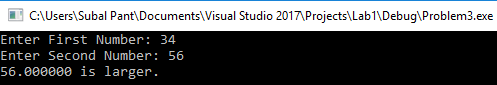 C:\Users\Subal Pant\Documents\Visual Studio 2017\Projects\Lab1\Debug\Problem3.exe
Enter First Number: 34
Enter Second Number: 56
56.000000 is larger.